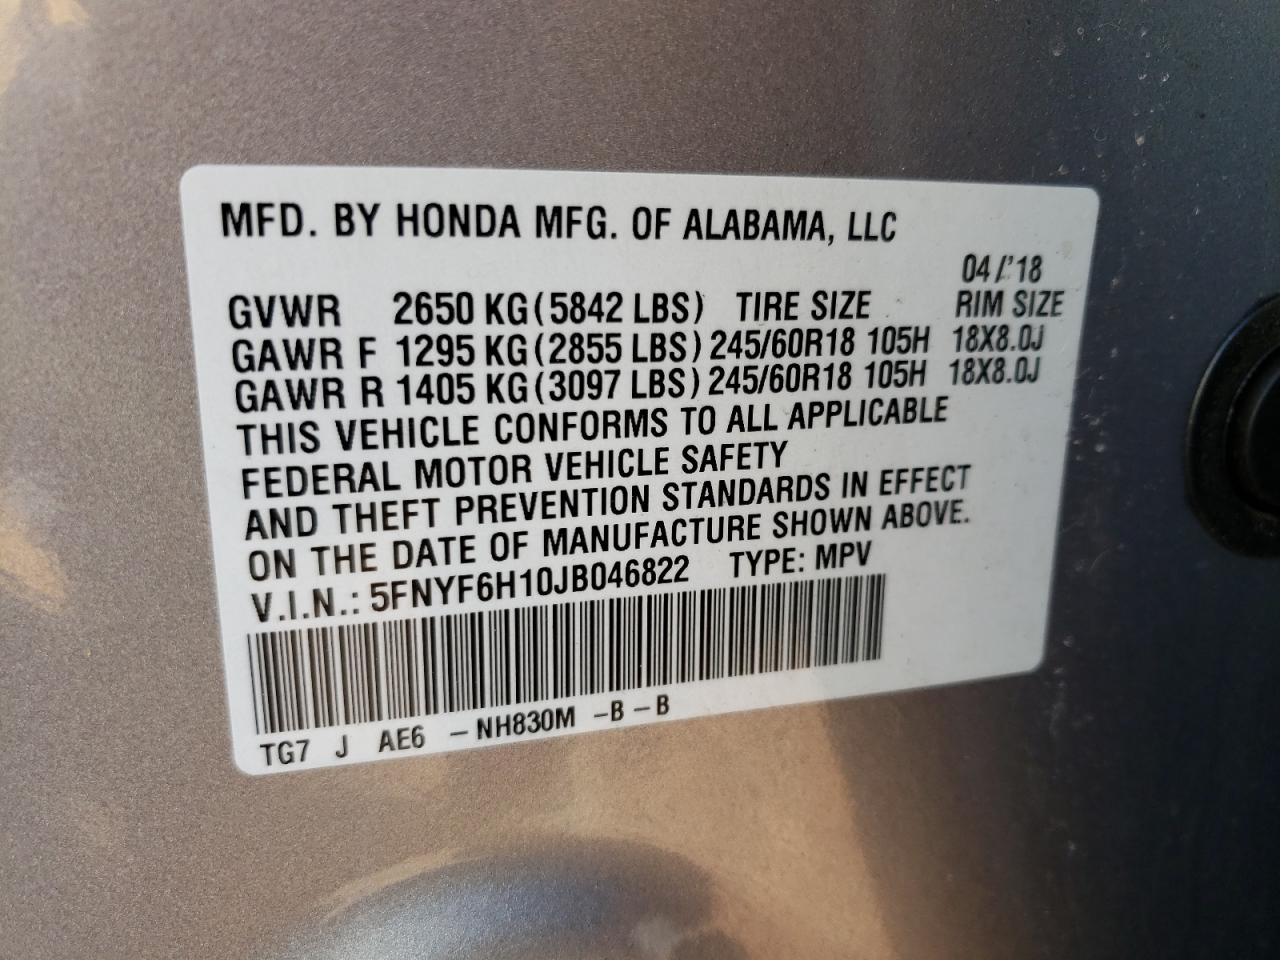 MFD. BY HONDA MFG. OF ALABAMA, LLC
04/'18
GVWR 2650 KG (5842 LBS) TIRE SIZE RIM SIZE
GAWR F 1295 KG (2855 LBS) 245/60R18 105H 18X8.0J
GAWR R 1405 KG (3097 LBS) 245/60R18 105H 18X8.0J
THIS VEHICLE CONFORMS TO ALL APPLICABLE
FEDERAL MOTOR VEHICLE SAFETY
AND THEFT PREVENTION STANDARDS IN EFFECT
ON THE DATE OF MANUFACTURE SHOWN ABOVE.
V.I.N.: 5FNYF6H10JB046822 TYPE: MPV
TG7 J AE6 -NH830M -B-B